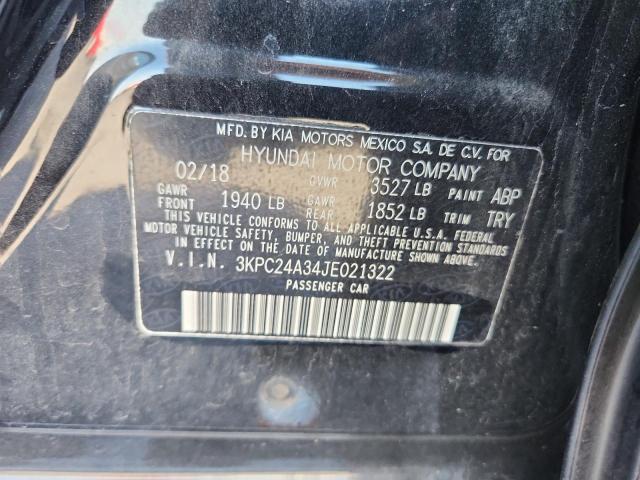 MFD. BY KIA MOTORS MEXICO S.A. DE C.V. FOR
HYUNDAI MOTOR COMPANY
02/18 GVWR 3527 LB PAINT ABP
GAWR FRONT 1940 LB GAWR REAR 1852 LB TRIM TRY
THIS VEHICLE CONFORMS TO ALL APPLICABLE U.S.A. FEDERAL
MOTOR VEHICLE SAFETY, BUMPER, AND THEFT PREVENTION STANDARDS
IN EFFECT ON THE DATE OF MANUFACTURE SHOWN ABOVE.
V.I.N. 3KPC24A34JE021322
PASSENGER CAR